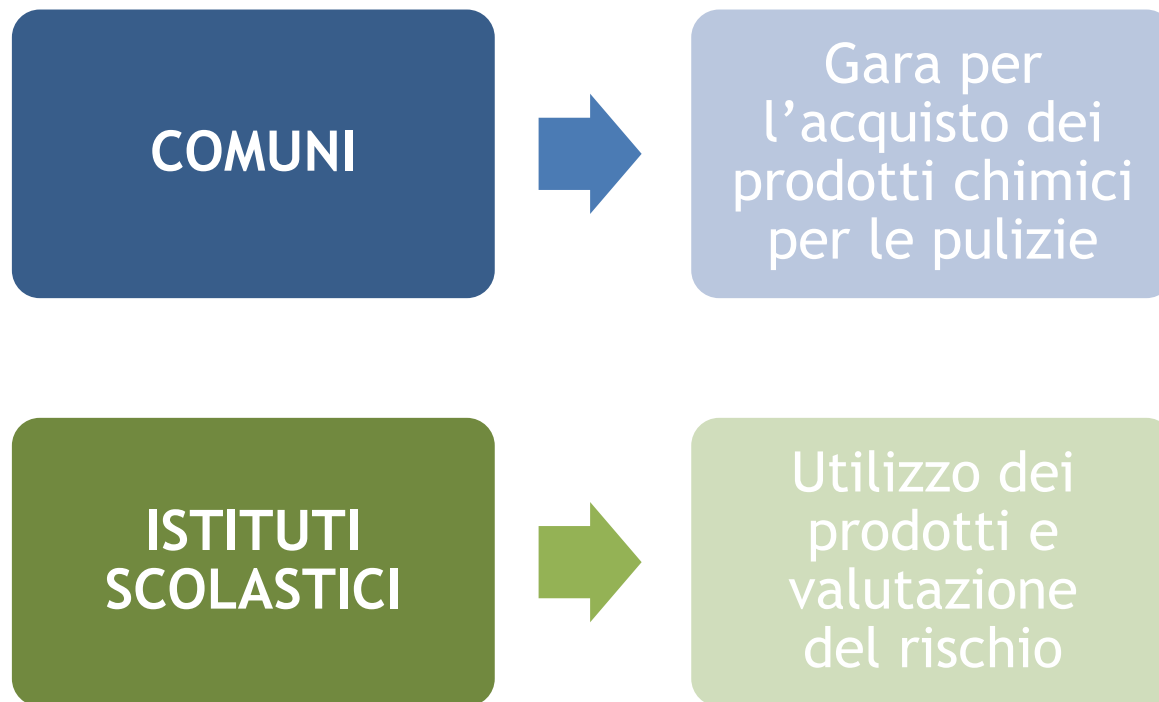 COMUNI
Gara per
l’acquisto dei
prodotti chimici
per le pulizie
ISTITUTI
SCOLASTICI
Utilizzo dei
prodotti e
valutazione
del rischio